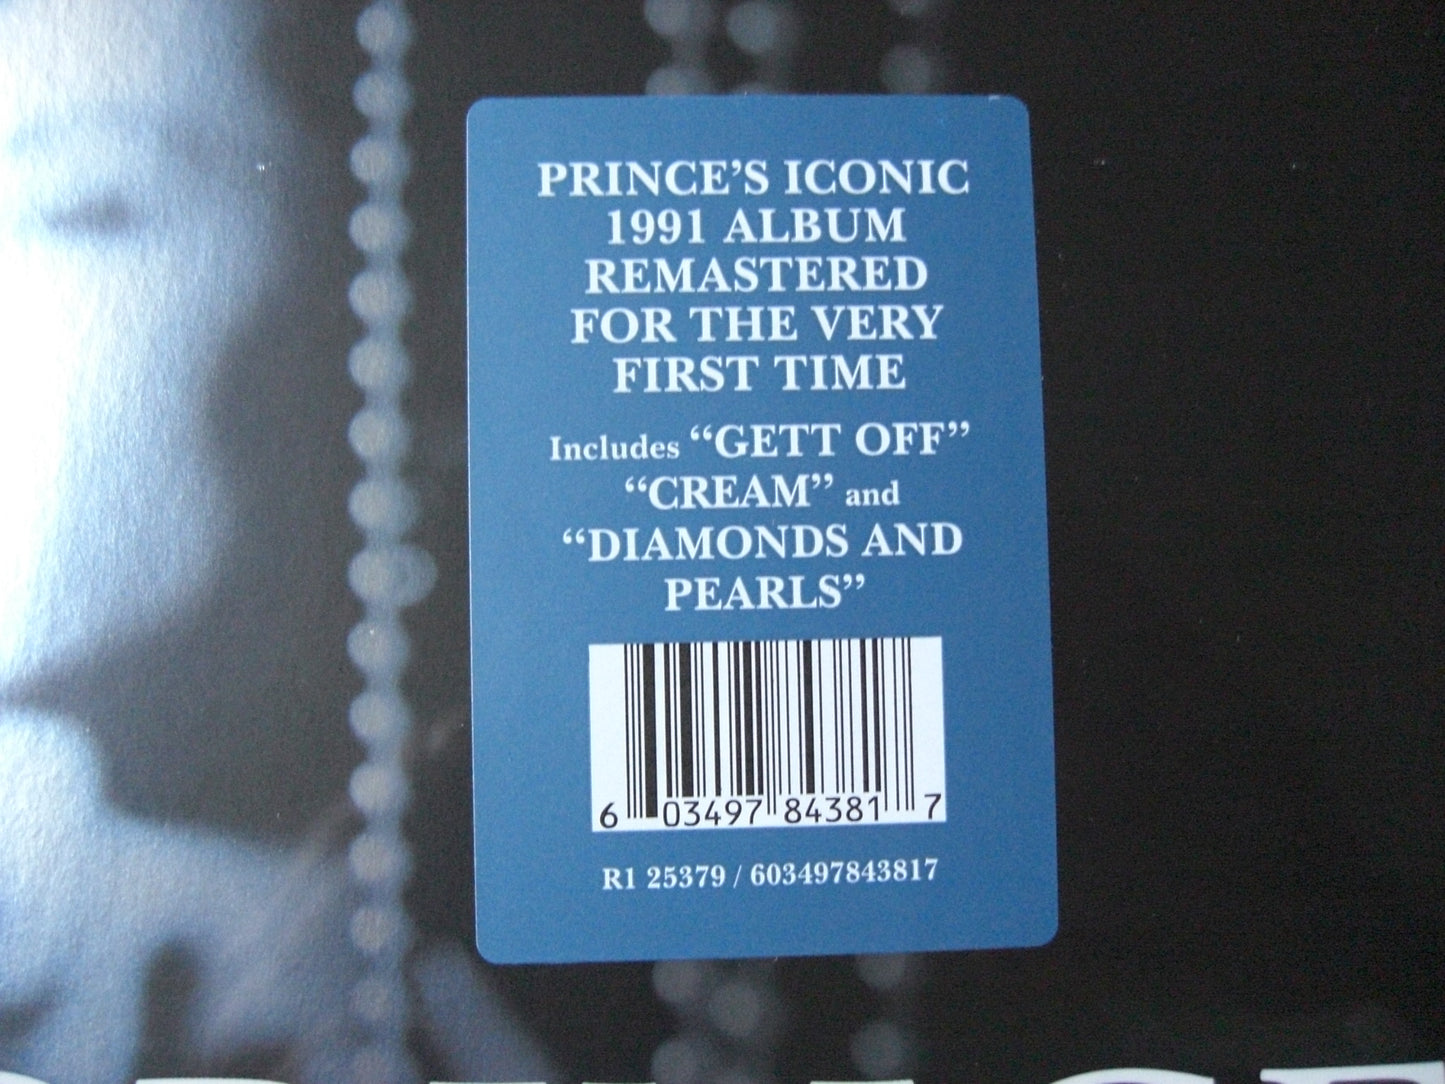 PRINCE’S ICONIC
1991 ALBUM
REMASTERED
FOR THE VERY
FIRST TIME
Includes “GETT OFF”
“CREAM” and
“DIAMONDS AND
PEARLS”
6 03497 84381 7
R1 25379 / 603497843817